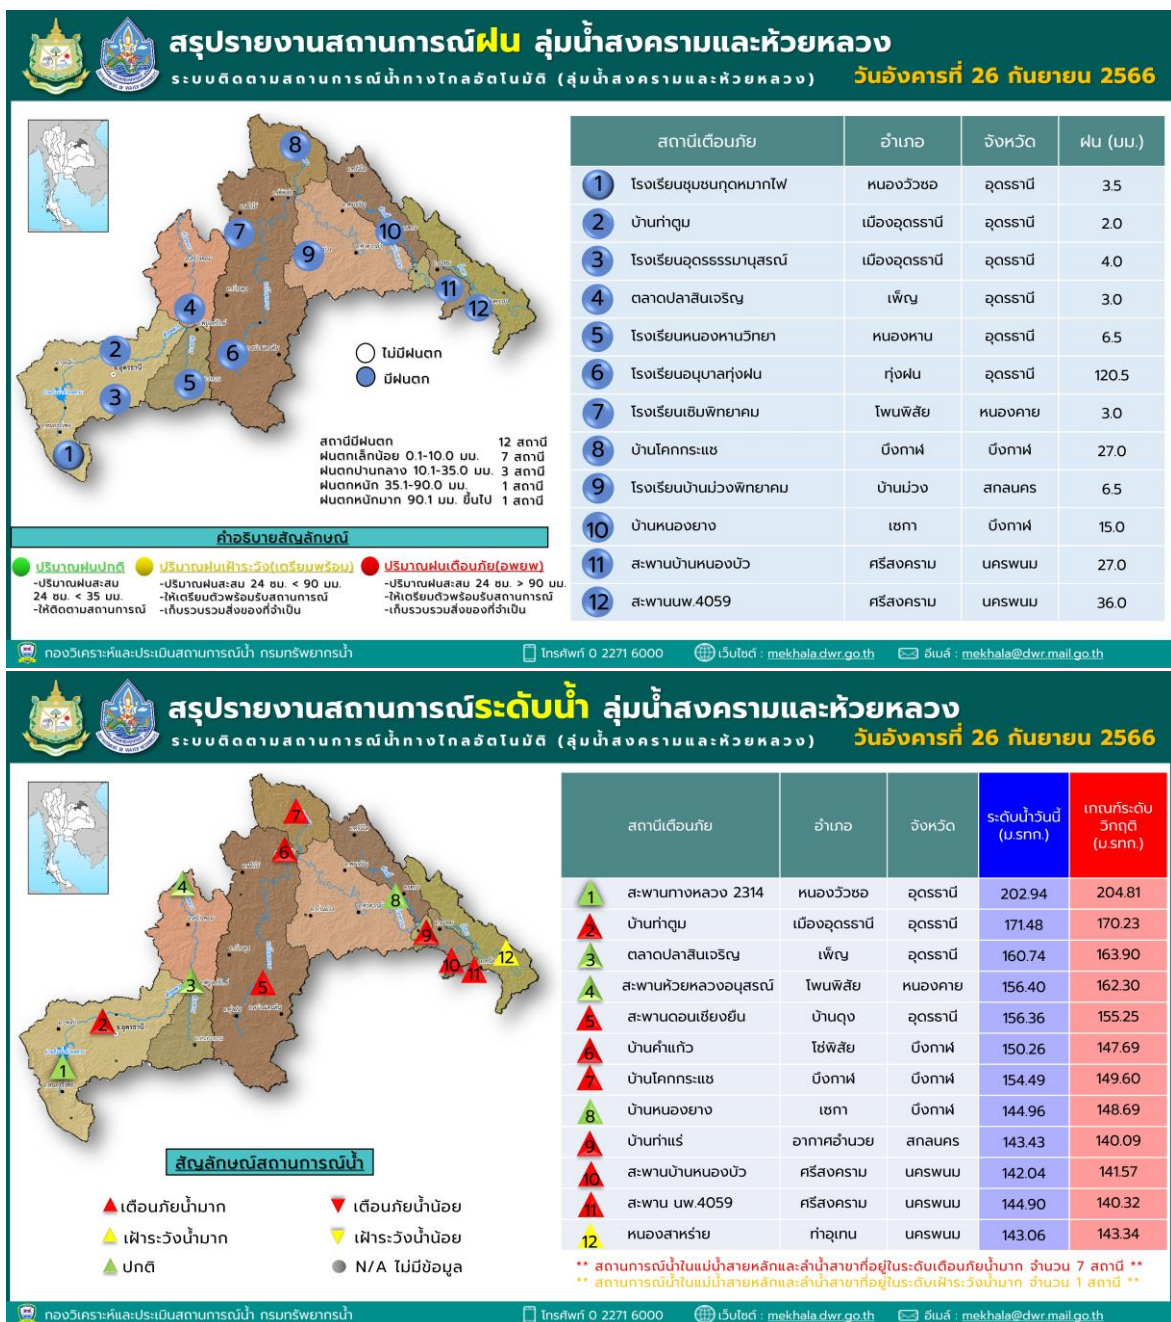 สรุปรายงานสถานการณ์ฝน ลุ่มน้ำสงครามและห้วยหลวง
ระบบติดตามสถานการณ์น้ำทางไกลอัตโนมัติ (ลุ่มน้ำสงครามและห้วยหลวง) วันอังคารที่ 26 กันยายน 2566
สถานีเตือนภัย อำเภอ จังหวัด ฝน (มม.)
1 โรงเรียนชุมชนกุดหมากไฟ หนองวัวซอ อุดรธานี 3.5
2 บ้านท่าตูม เมืองอุดรธานี อุดรธานี 2.0
3 โรงเรียนอุดรธรรมานุสรณ์ เมืองอุดรธานี อุดรธานี 4.0
4 ตลาดปลาสินเจริญ เพ็ญ อุดรธานี 3.0
5 โรงเรียนหนองหานวิทยา หนองหาน อุดรธานี 6.5
6 โรงเรียนอนุบาลทุ่งฝน ทุ่งฝน อุดรธานี 120.5
7 โรงเรียนเซิมพิทยาคม โพนพิสัย หนองคาย 3.0
8 บ้านโคกกระแซ บึงกาฬ บึงกาฬ 27.0
9 โรงเรียนบ้านม่วงพิทยาคม บ้านม่วง สกลนคร 6.5
10 บ้านหนองยาง เซกา บึงกาฬ 15.0
11 สะพานบ้านหนองบัว ศรีสงคราม นครพนม 27.0
12 สะพานนพ.4059 ศรีสงคราม นครพนม 36.0
8
7
10
9
11
12
4
2
6
5
3
1
ไม่มีฝนตก
มีฝนตก
สถานีมีฝนตก 12 สถานี
ฝนตกเล็กน้อย 0.1-10.0 มม. 7 สถานี
ฝนตกปานกลาง 10.1-35.0 มม. 3 สถานี
ฝนตกหนัก 35.1-90.0 มม. 1 สถานี
ฝนตกหนักมาก 90.1 มม. ขึ้นไป 1 สถานี
คำอธิบายสัญลักษณ์
ปริมาณฝนปกติ
-ปริมาณฝนสะสม
24 ชม. < 35 มม.
-ให้ติดตามสถานการณ์
ปริมาณฝนเฝ้าระวัง(เตรียมพร้อม)
-ปริมาณฝนสะสม 24 ชม. < 90 มม.
-ให้เตรียมตัวพร้อมรับสถานการณ์
-เก็บรวบรวมสิ่งของที่จำเป็น
ปริมาณฝนเตือนภัย(อพยพ)
-ปริมาณฝนสะสม 24 ชม. > 90 มม.
-ให้เตรียมตัวพร้อมรับสถานการณ์
-เก็บรวบรวมสิ่งของที่จำเป็น
กองวิเคราะห์และประเมินสถานการณ์น้ำ กรมทรัพยากรน้ำ โทรศัพท์ 0 2271 6000 เว็บไซต์ : mekhala.dwr.go.th อีเมล์ : mekhala@dwr.mail.go.th
สรุปรายงานสถานการณ์ระดับน้ำ ลุ่มน้ำสงครามและห้วยหลวง
ระบบติดตามสถานการณ์น้ำทางไกลอัตโนมัติ (ลุ่มน้ำสงครามและห้วยหลวง) วันอังคารที่ 26 กันยายน 2566
สถานีเตือนภัย อำเภอ จังหวัด ระดับน้ำวันนี้ (ม.รทก.) เกณฑ์ระดับวิกฤติ (ม.รทก.)
1 สะพานทางหลวง 2314 หนองวัวซอ อุดรธานี 202.94 204.81
2 บ้านท่าตูม เมืองอุดรธานี อุดรธานี 171.48 170.23
3 ตลาดปลาสินเจริญ เพ็ญ อุดรธานี 160.74 163.90
4 สะพานห้วยหลวงอนุสรณ์ โพนพิสัย หนองคาย 156.40 162.30
5 สะพานดอนเชียงยืน บ้านดุง อุดรธานี 156.36 155.25
6 บ้านคำแก้ว โซ่พิสัย บึงกาฬ 150.26 147.69
7 บ้านโคกกระแซ บึงกาฬ บึงกาฬ 154.49 149.60
8 บ้านหนองยาง เซกา บึงกาฬ 144.96 148.69
9 บ้านท่าแร่ อากาศอำนวย สกลนคร 143.43 140.09
10 สะพานบ้านหนองบัว ศรีสงคราม นครพนม 142.04 141.57
11 สะพาน นพ.4059 ศรีสงคราม นครพนม 144.90 140.32
12 หนองสาหร่าย ท่าอุเทน นครพนม 143.06 143.34
7
6
4
8
9
12
10
11
3
5
2
1
สัญลักษณ์สถานการณ์น้ำ
เตือนภัยน้ำมาก เตือนภัยน้ำน้อย
เฝ้าระวังน้ำมาก เฝ้าระวังน้ำน้อย
ปกติ N/A ไม่มีข้อมูล
** สถานการณ์น้ำในแม่น้ำสายหลักและลำน้ำสาขาที่อยู่ในระดับเตือนภัยน้ำมาก จำนวน 7 สถานี **
** สถานการณ์น้ำในแม่น้ำสายหลักและลำน้ำสาขาที่อยู่ในระดับเฝ้าระวังน้ำมาก จำนวน 1 สถานี **
กองวิเคราะห์และประเมินสถานการณ์น้ำ กรมทรัพยากรน้ำ โทรศัพท์ 0 2271 6000 เว็บไซต์ : mekhala.dwr.go.th อีเมล์ : mekhala@dwr.mail.go.th